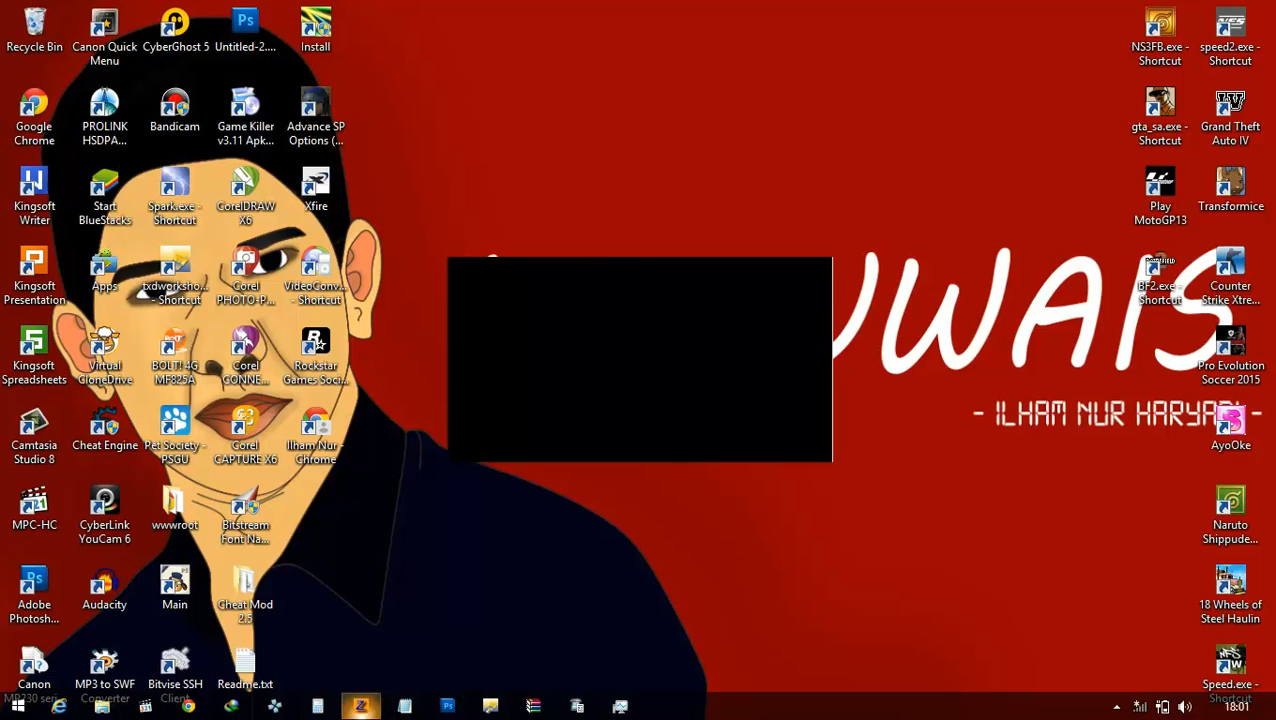 Recycle Bin
Canon Quick
Menu
CyberGhost 5
Untitled-2....
Install
Google
Chrome
PROLINK
HSDPA...
Bandicam
Game Killer
v3.11 Apk...
Advance SP
Options (...
Kingsoft
Writer
Start
BlueStacks
Spark.exe -
Shortcut
CorelDRAW
X6
Xfire
Kingsoft
Presentation
Apps
txdworksho...
- Shortcut
Corel
PHOTO-P...
VideoConv...
- Shortcut
Kingsoft
Spreadsheets
Virtual
CloneDrive
BOLT! 4G
MF825A
Corel
CONNE...
Rockstar
Games Soci...
Camtasia
Studio 8
Cheat Engine
Pet Society -
PSGU
Corel
CAPTURE X6
Ilham Nur -
Chrome
MPC-HC
CyberLink
YouCam 6
wwwroot
Bitstream
Font Na...
Adobe
Photosh...
Audacity
Main
Cheat Mod
2.5
Canon
MP230 seri...
MP3 to SWF
Converter
Bitvise SSH
Client
Readme.txt
UWAIS
- ILHAM NUR HARYADI -
NS3FB.exe -
Shortcut
speed2.exe -
Shortcut
gta_sa.exe -
Shortcut
Grand Theft
Auto IV
Play
MotoGP13
Transformice
BF2.exe -
Shortcut
Counter
Strike Xtre...
Pro Evolution
Soccer 2015
AyoOke
Naruto
Shippude...
18 Wheels of
Steel Haulin
Speed.exe -
Shortcut
18:01